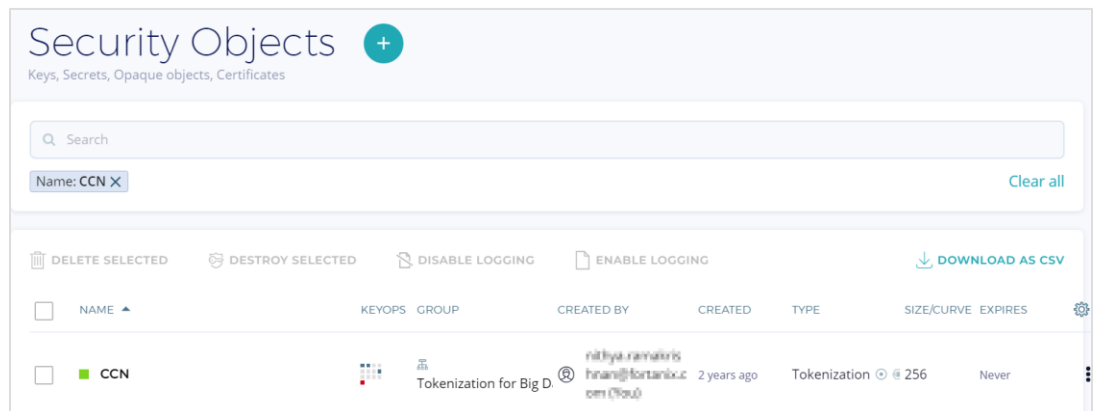 Security Objects
Keys, Secrets, Opaque objects, Certificates
Search
Name: CCN
Clear all
DELETE SELECTED DESTROY SELECTED DISABLE LOGGING ENABLE LOGGING DOWNLOAD AS CSV
NAME KEYOPS GROUP CREATED BY CREATED TYPE SIZE/CURVE EXPIRES
CCN Tokenization for Big D 2 years ago Tokenization 256 Never